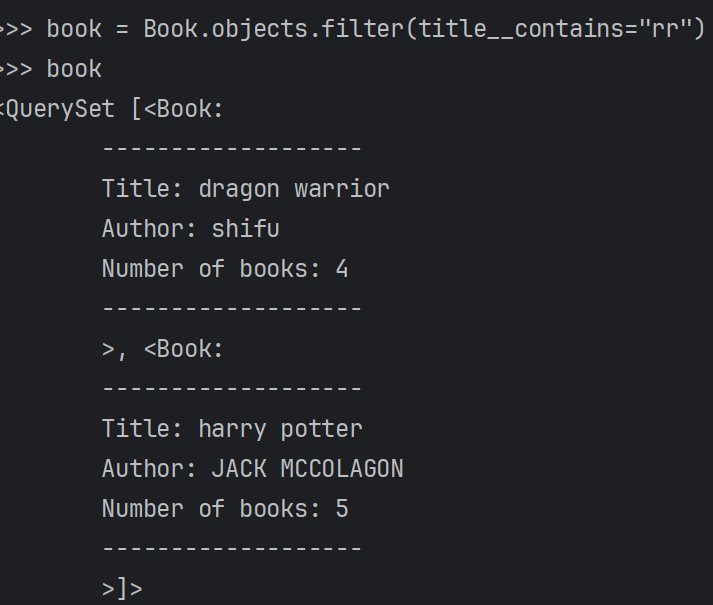 >>> book = Book.objects.filter(title__contains="rr")
>>> book
<QuerySet [<Book:
-------------------
Title: dragon warrior
Author: shifu
Number of books: 4
-------------------
>, <Book:
-------------------
Title: harry potter
Author: JACK MCCOLAGON
Number of books: 5
-------------------
>]>